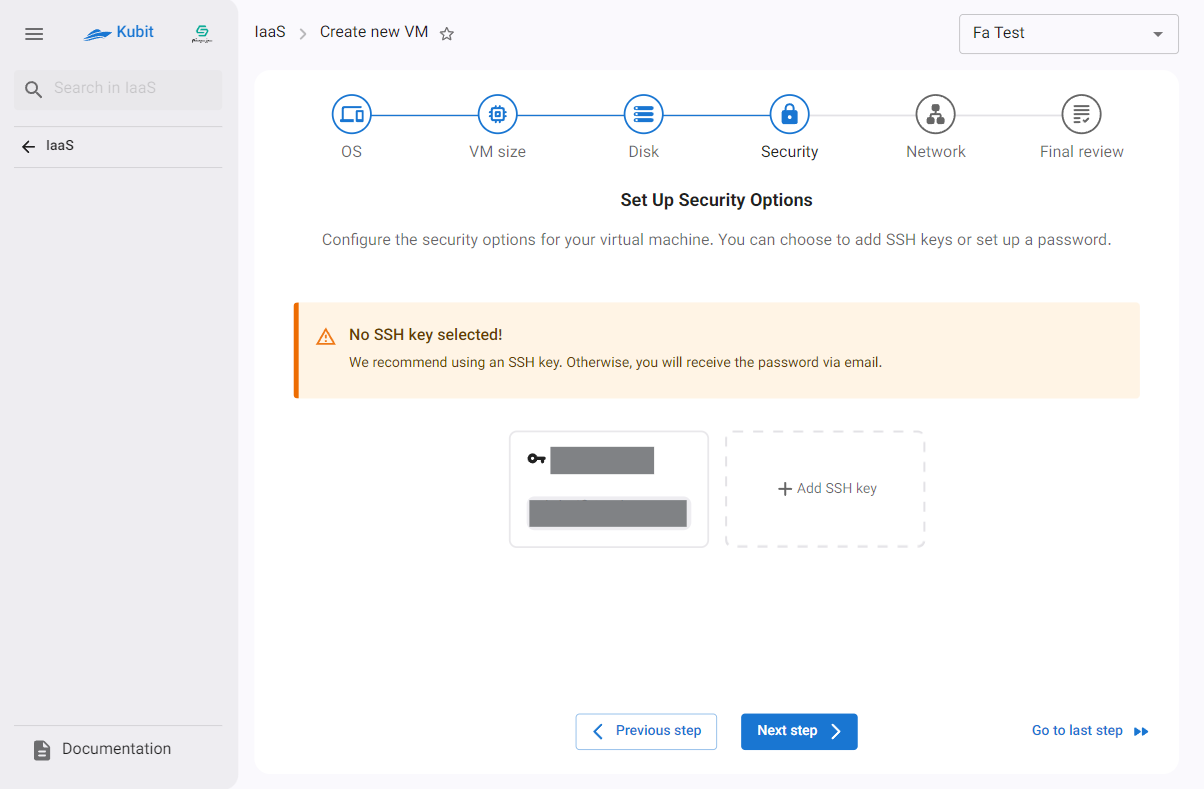 Kubit
IaaS
Create new VM
Fa Test
Search in IaaS
IaaS
OS
VM size
Disk
Security
Network
Final review
Set Up Security Options
Configure the security options for your virtual machine. You can choose to add SSH keys or set up a password.
No SSH key selected!
We recommend using an SSH key. Otherwise, you will receive the password via email.
Add SSH key
Previous step
Next step
Go to last step
Documentation